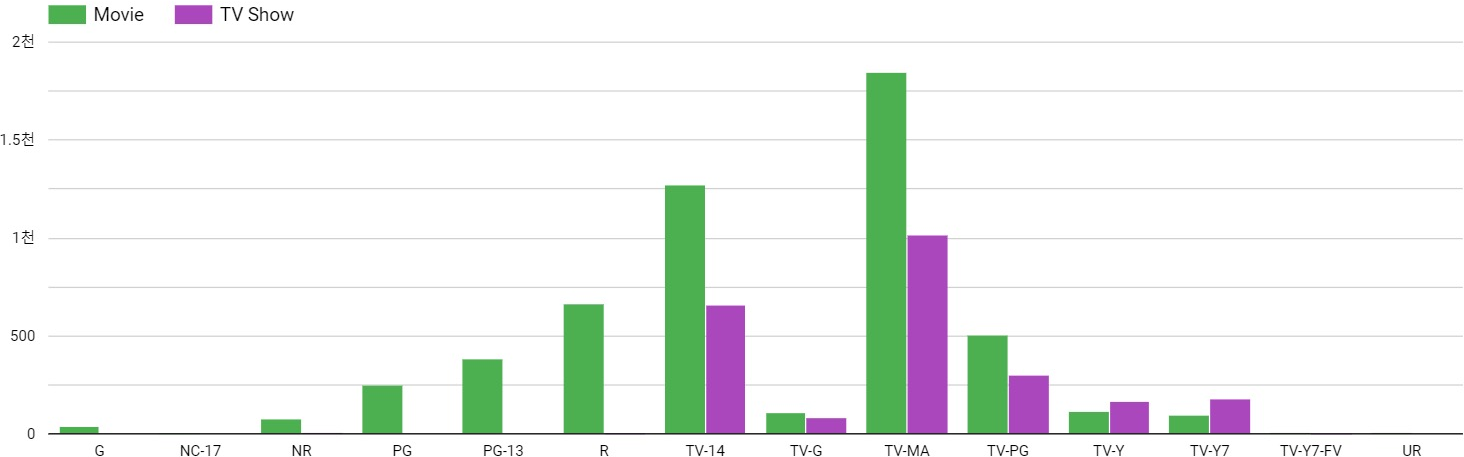 Movie TV Show
2천
1.5천
1천
500
0
G NC-17 NR PG PG-13 R TV-14 TV-G TV-MA TV-PG TV-Y TV-Y7 TV-Y7-FV UR